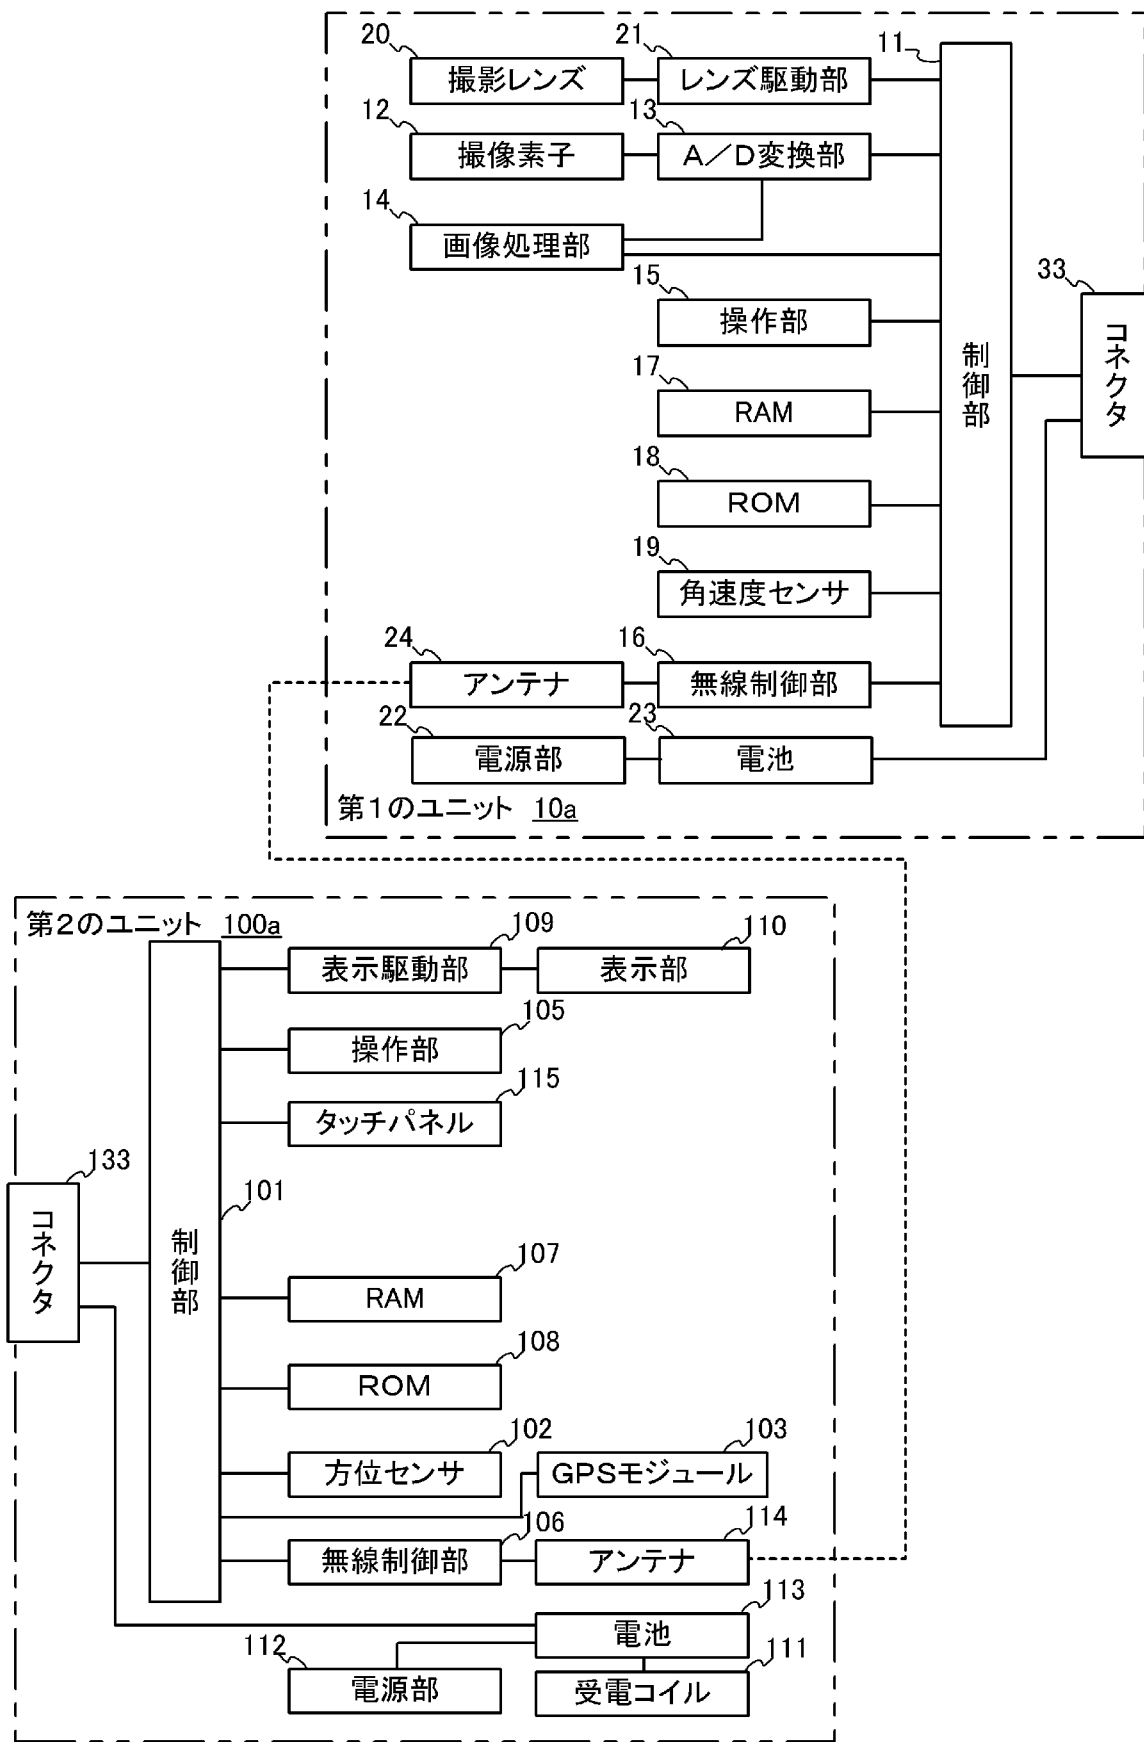 20
撮影レンズ
21
レンズ駆動部
11
12
撮像素子
13
A／D変換部
14
画像処理部
15
操作部
33
コネクタ
制御部
17
RAM
18
ROM
19
角速度センサ
24
アンテナ
16
無線制御部
22
電源部
23
電池
第1のユニット 10a
第2のユニット 100a
109
表示駆動部
110
表示部
105
操作部
115
タッチパネル
133
コネクタ
101
制御部
107
RAM
108
ROM
102
方位センサ
103
GPSモジュール
106
無線制御部
114
アンテナ
113
電池
112
電源部
111
受電コイル